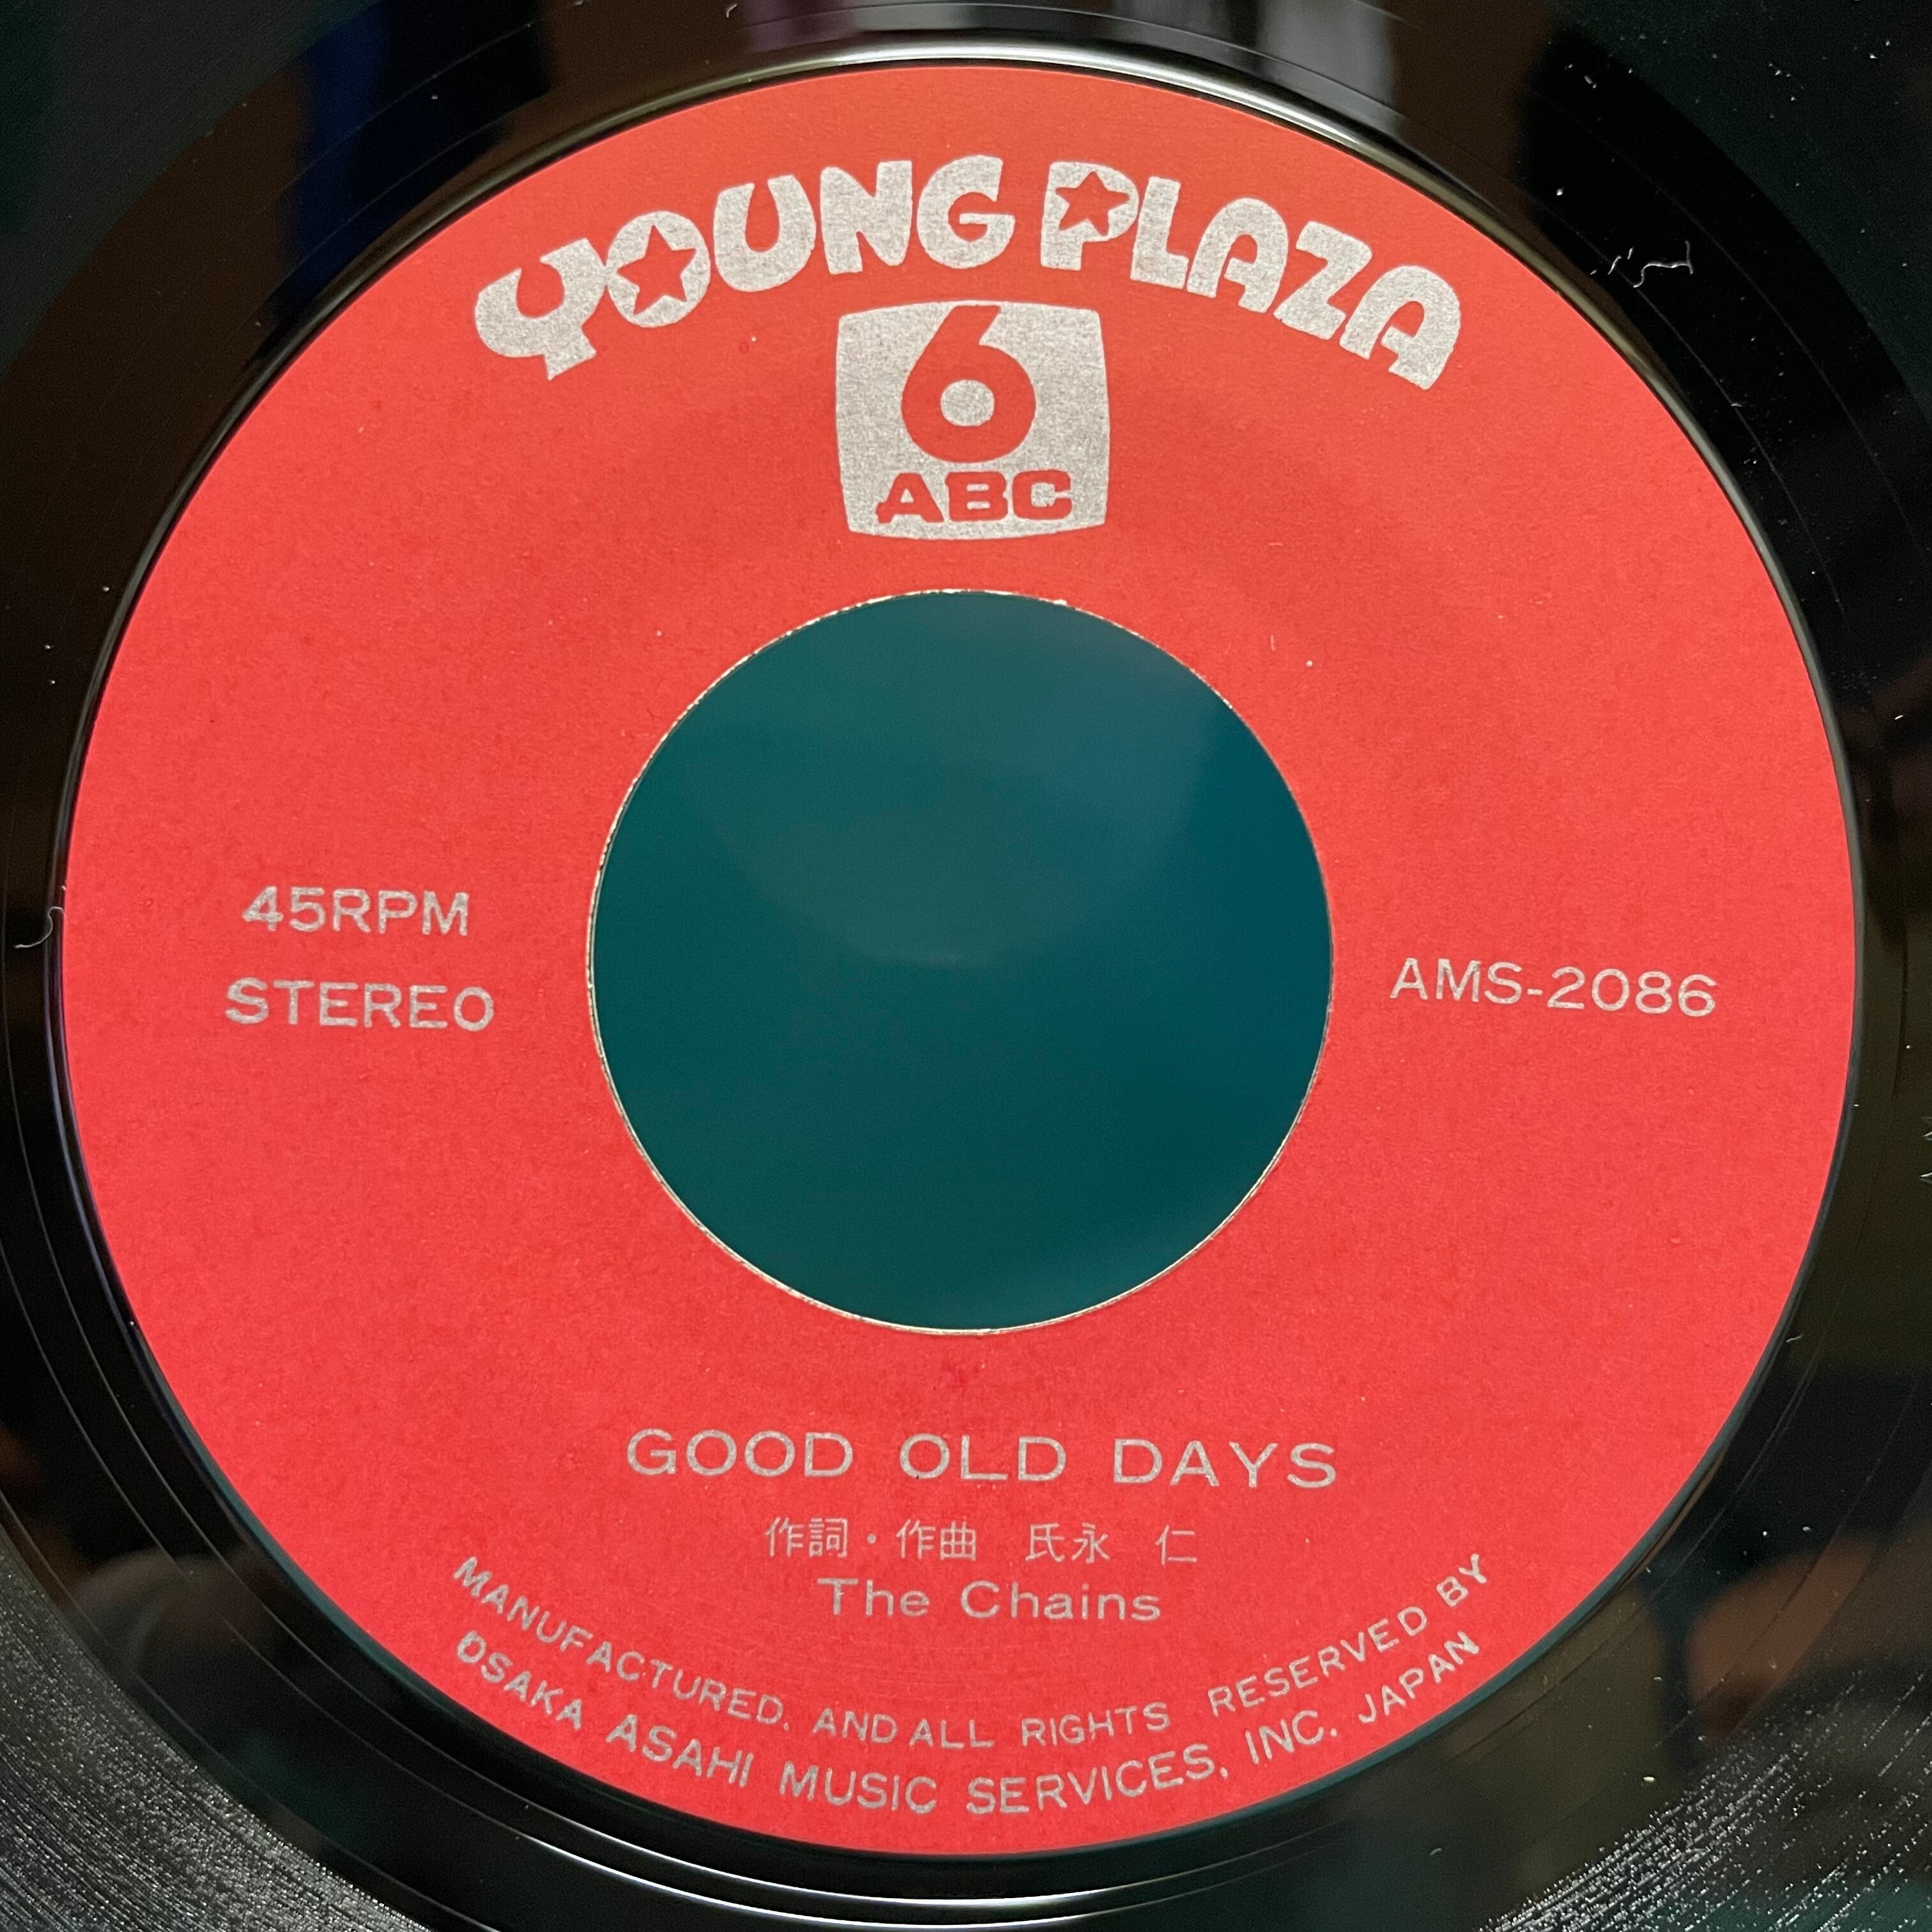 YOUNG PLAZA
6
ABC
45RPM
STEREO
AMS-2086
GOOD OLD DAYS
作詞・作曲 氏永 仁
The Chains
MANUFACTURED. AND ALL RIGHTS RESERVED BY
OSAKA ASAHI MUSIC SERVICES, INC. JAPAN